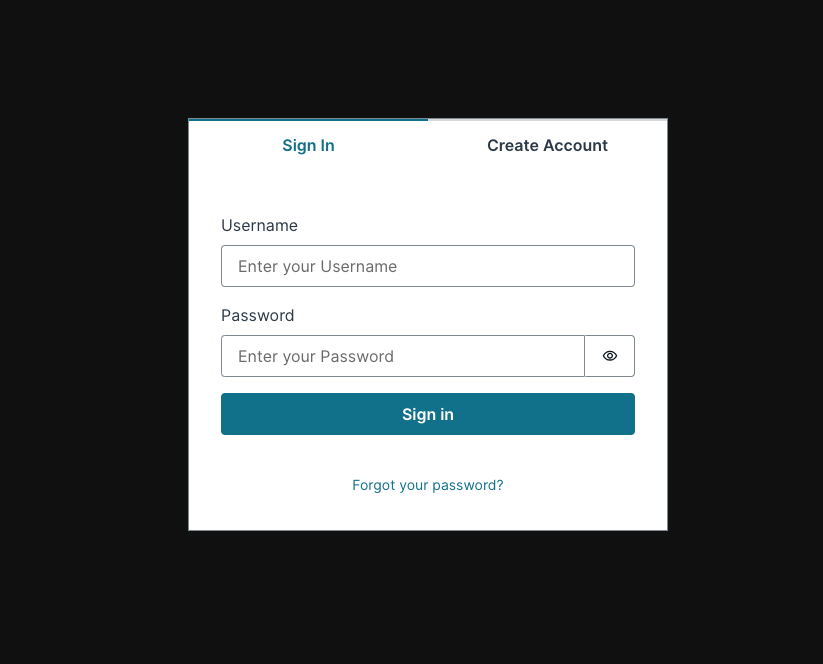 Sign In
Create Account
Username
Enter your Username
Password
Enter your Password
Sign in
Forgot your password?